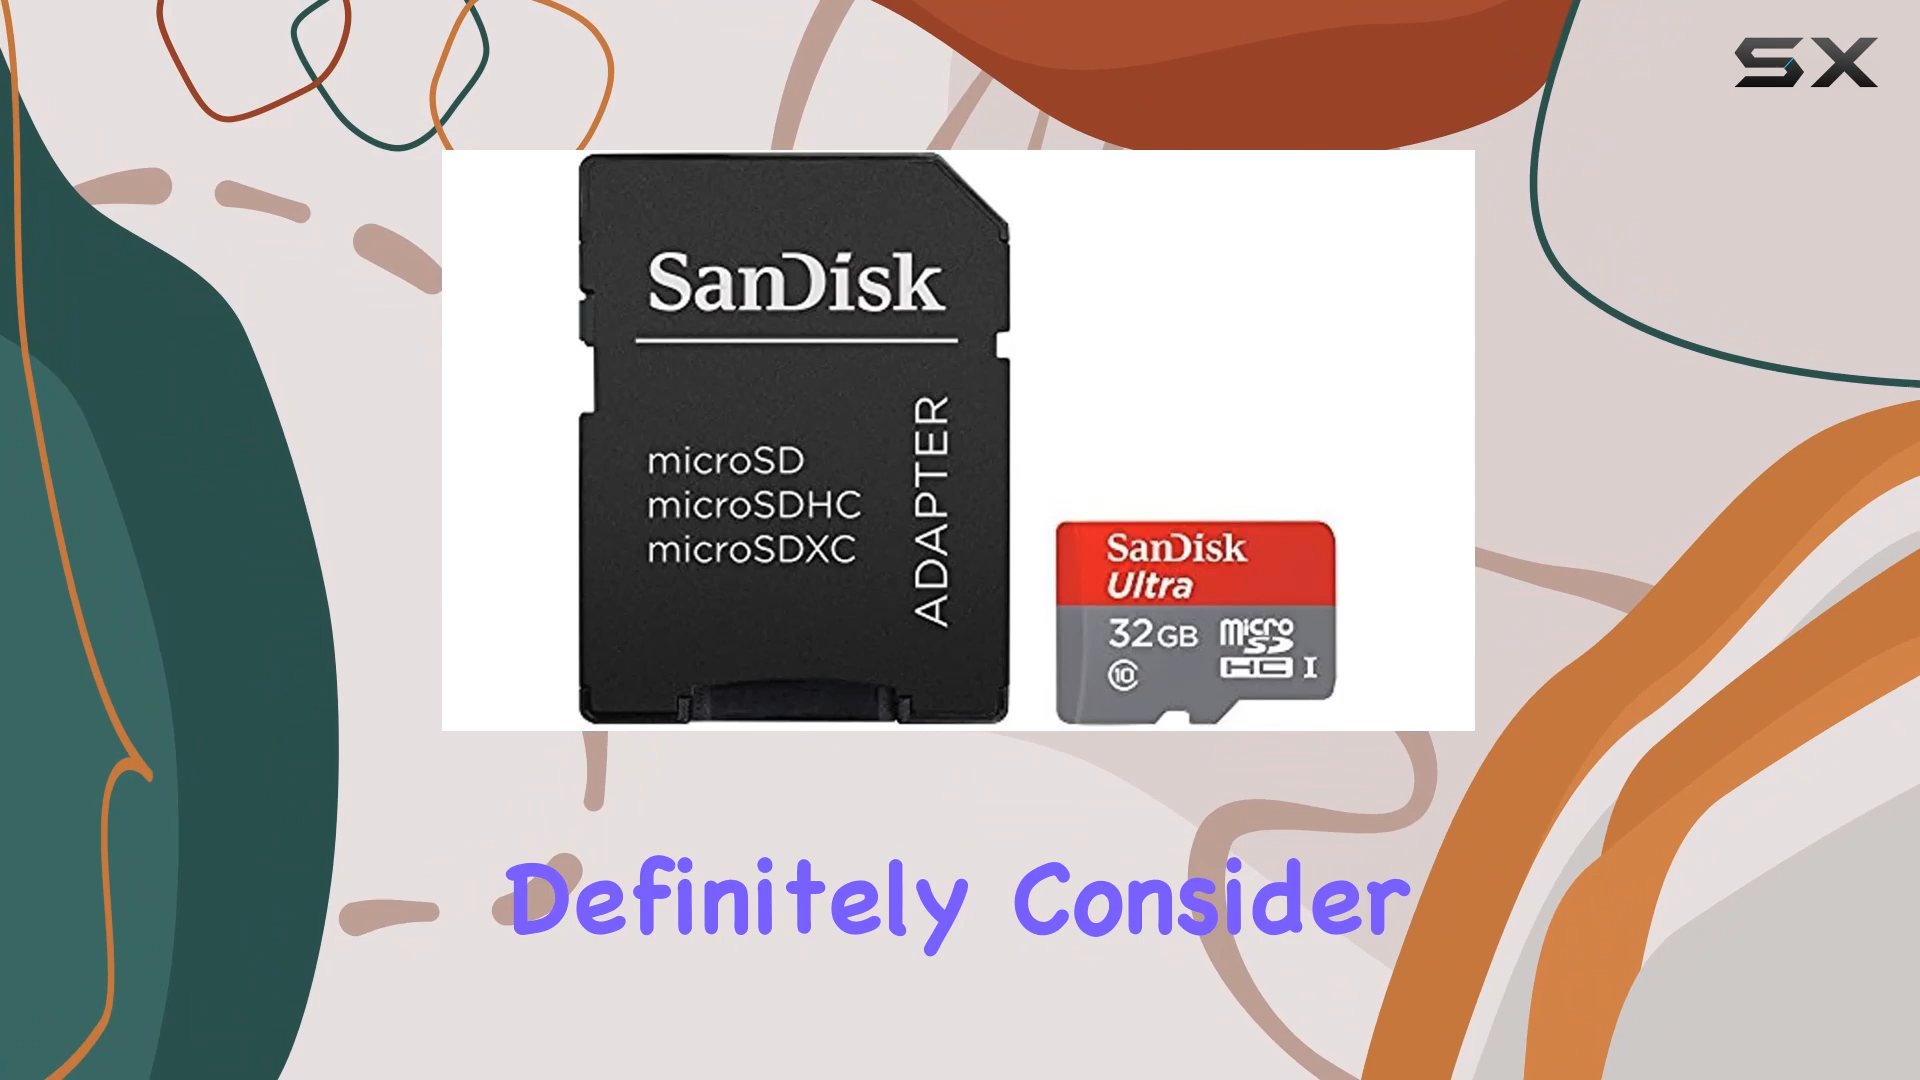 SX
SanDisk
microSD
microSDHC
microSDXC
ADAPTER
SanDisk
Ultra
32GB
micro
SD
HC I
10
Definitely Consider